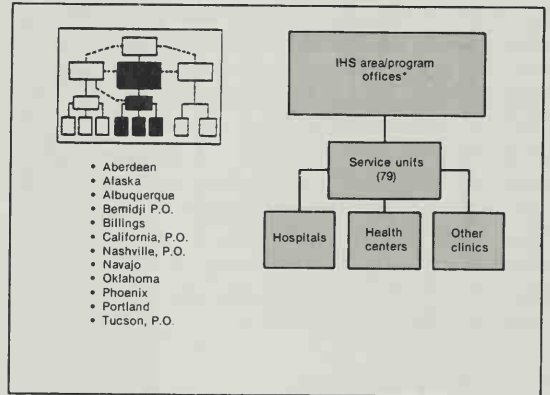 IHS area/program
offices*
Service units
(79)
Hospitals
Health
centers
Other
clinics
• Aberdeen
• Alaska
• Albuquerque
• Bemidji P.O.
• Billings
• California, P.O.
• Nashville, P.O.
• Navajo
• Oklahoma
• Phoenix
• Portland
• Tucson, P.O.